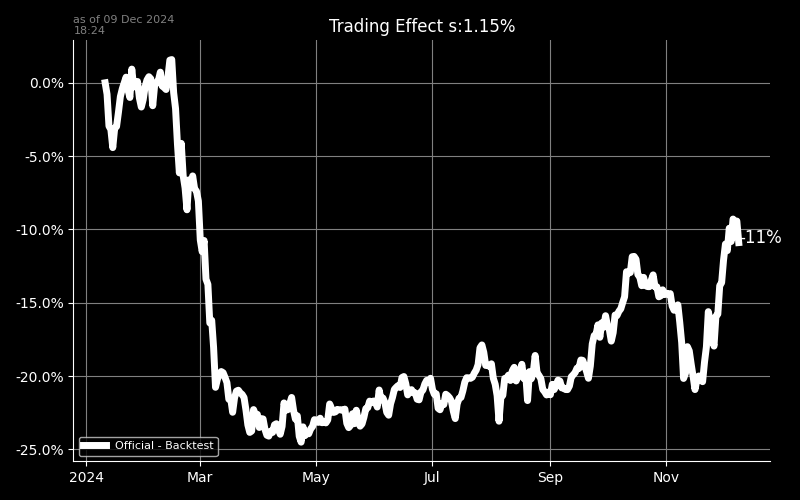 as of 09 Dec 2024
18:24
Trading Effect s:1.15%
0.0%
-5.0%
-10.0%
-11%
-15.0%
-20.0%
-25.0%
Official - Backtest
2024 Mar May Jul Sep Nov